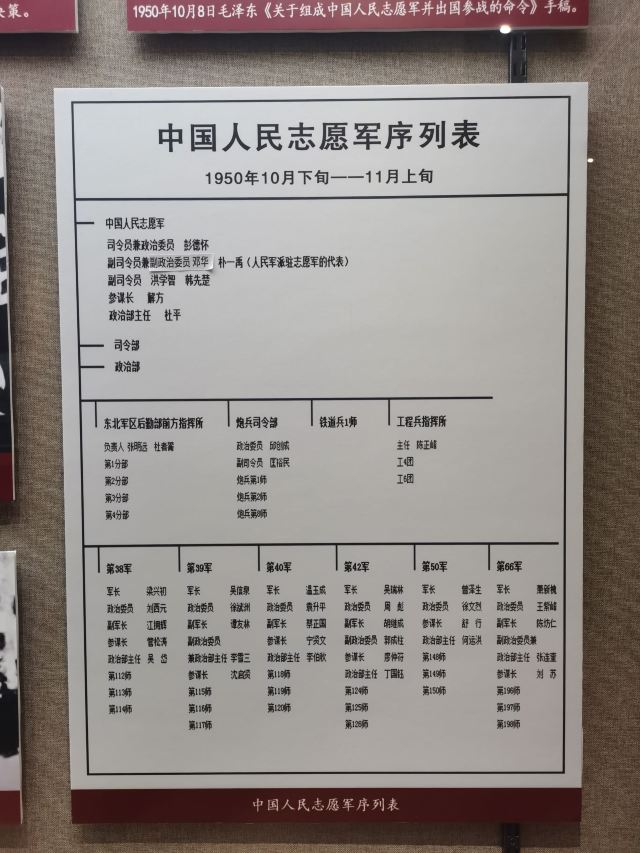 决策。
1950年10月8日毛泽东《关于组成中国人民志愿军并出国参战的命令》手稿。
中国人民志愿军序列表
1950年10月下旬——11月上旬
中国人民志愿军
司令员兼政治委员 彭德怀
副司令员兼副政治委员 邓华 朴一禹（人民军派驻志愿军的代表）
副司令员 洪学智 韩先楚
参谋长 解方
政治部主任 杜平
司令部
政治部
东北军区后勤部前方指挥所 炮兵司令部 铁道兵1师 工程兵指挥所
负责人 张明远 杜者蘅 政治委员 邱创成 主任 陈正峰
第1分部 副司令员 匡裕民 工4团
第2分部 炮兵第1师 工6团
第3分部 炮兵第2师
第4分部 炮兵第8师
第38军 第39军 第40军 第42军 第50军 第66军
军长 梁兴初 军长 吴信泉 军长 温玉成 军长 吴瑞林 军长 曾泽生 军长 萧新槐
政治委员 刘西元 政治委员 徐斌洲 政治委员 袁升平 政治委员 周彪 政治委员 徐文烈 政治委员 王紫峰
副军长 江拥辉 副军长 谭友林 副军长 蔡正国 副军长 胡继成 参谋长 舒行 副军长 陈坊仁
参谋长 管松涛 副政治委员 参谋长 宁贤文 副政治委员 郭成柱 政治部主任 何运洪 副政治委员兼
政治部主任 吴岱 兼政治部主任 李雪三 政治部主任 李伯秋 参谋长 廖仲符 第148师 政治部主任 张连奎
第112师 参谋长 沈启贤 第118师 政治部主任 丁国钰 第149师 参谋长 刘苏
第113师 第115师 第119师 第124师 第150师 第196师
第114师 第116师 第120师 第125师 第197师
第117师 第126师 第198师
中国人民志愿军序列表